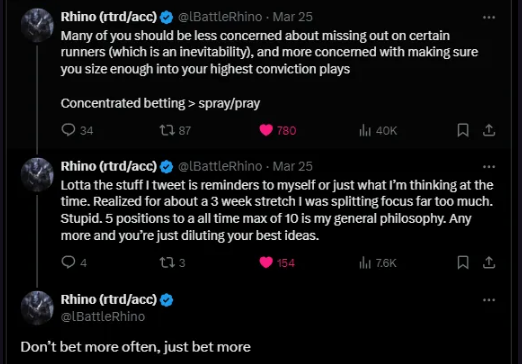 Rhino (rtrd/acc) @lBattleRhino · Mar 25
Many of you should be less concerned about missing out on certain
runners (which is an inevitability), and more concerned with making sure
you size enough into your highest conviction plays
Concentrated betting > spray/pray
34 87 780 40K
Rhino (rtrd/acc) @lBattleRhino · Mar 25
Lotta the stuff I tweet is reminders to myself or just what I'm thinking at the
time. Realized for about a 3 week stretch I was splitting focus far too much.
Stupid. 5 positions to a all time max of 10 is my general philosophy. Any
more and you're just diluting your best ideas.
4 3 154 7.6K
Rhino (rtrd/acc)
@lBattleRhino
Don't bet more often, just bet more